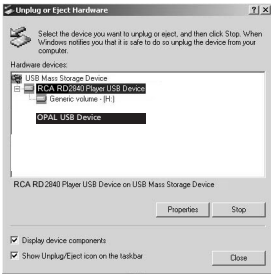 Unplug or Eject Hardware
Select the device you want to unplug or eject, and then click Stop. When
Windows notifies you that it is safe to do so unplug the device from your
computer.
Hardware devices:
USB Mass Storage Device
RCA RD2840 Player USB Device
Generic volume - (H:)
OPAL USB Device
RCA RD 2840 Player USB Device on USB Mass Storage Device
Properties
Stop
Display device components
Show Unplug/Eject icon on the taskbar
Close